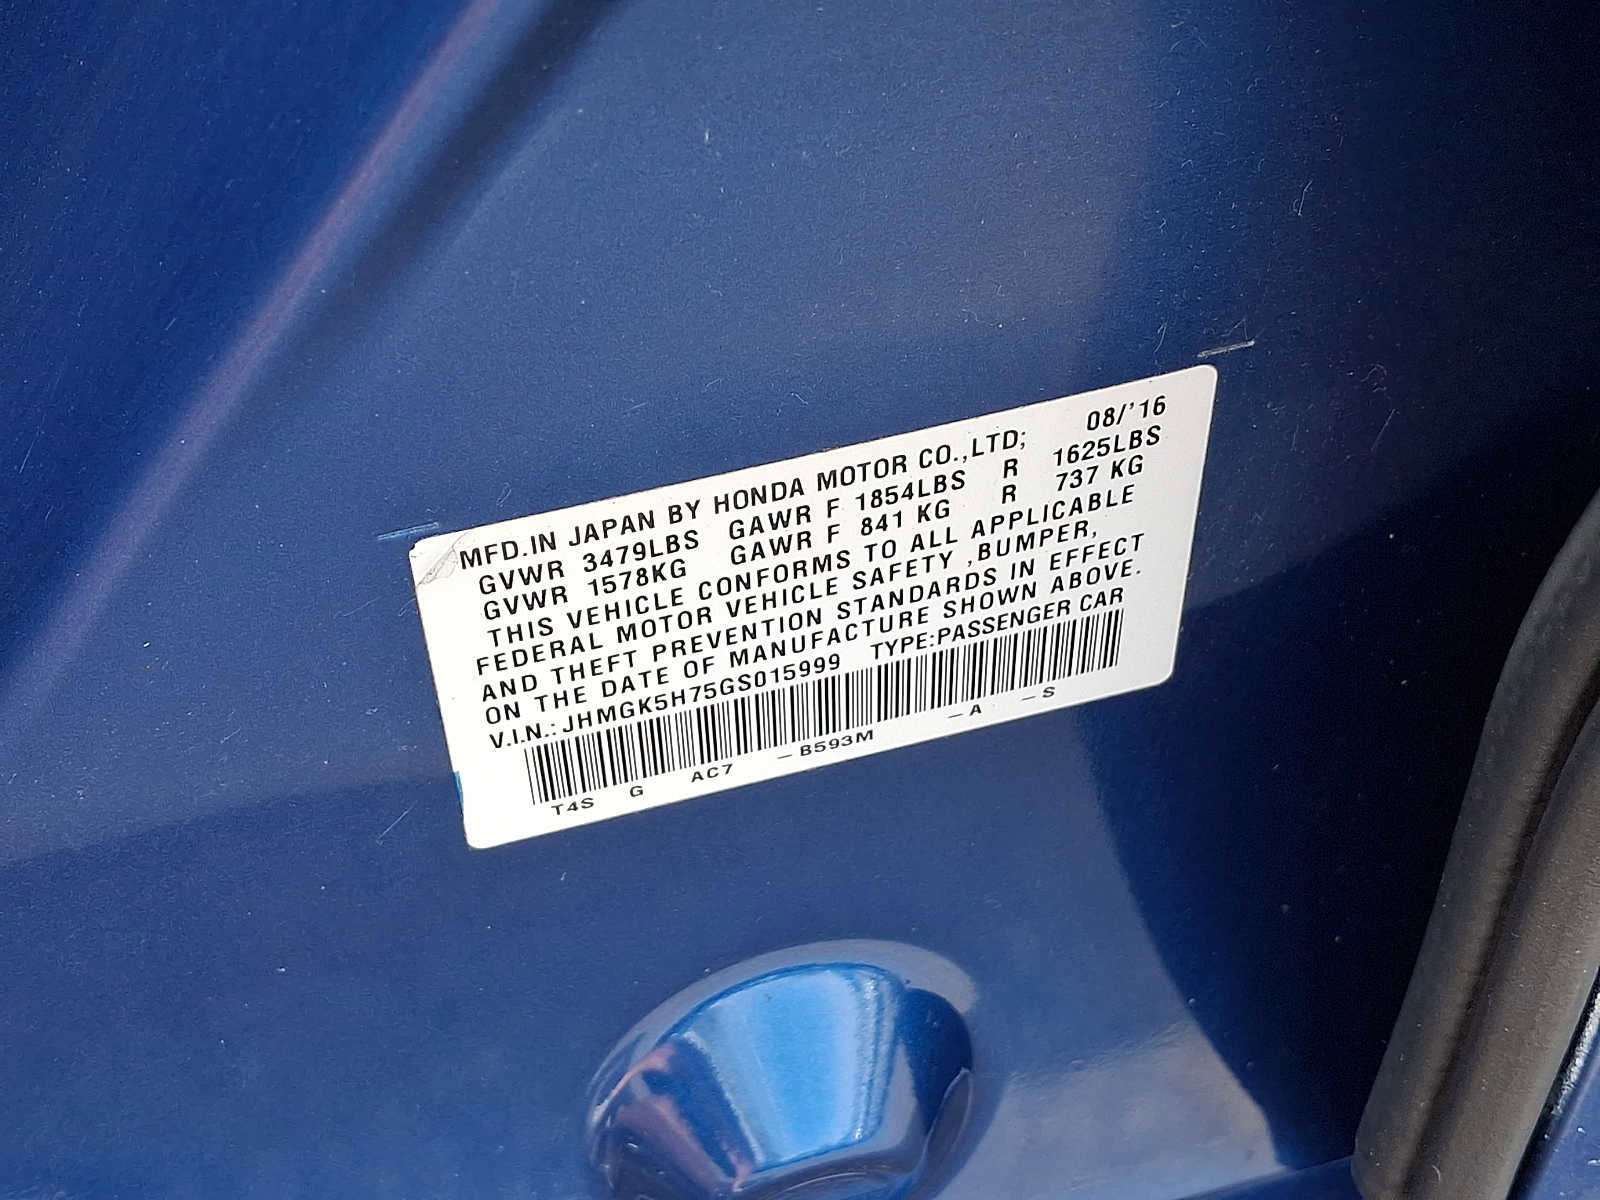 MFD.IN JAPAN BY HONDA MOTOR CO.,LTD; 08/'16
GVWR 3479LBS GAWR F 1854LBS R 1625LBS
GVWR 1578KG GAWR F 841 KG R 737 KG
THIS VEHICLE CONFORMS TO ALL APPLICABLE
FEDERAL MOTOR VEHICLE SAFETY ,BUMPER,
AND THEFT PREVENTION STANDARDS IN EFFECT
ON THE DATE OF MANUFACTURE SHOWN ABOVE.
V.I.N.: JHMGK5H75GS015999 TYPE:PASSENGER CAR
T4S G AC7 -B593M -A -S